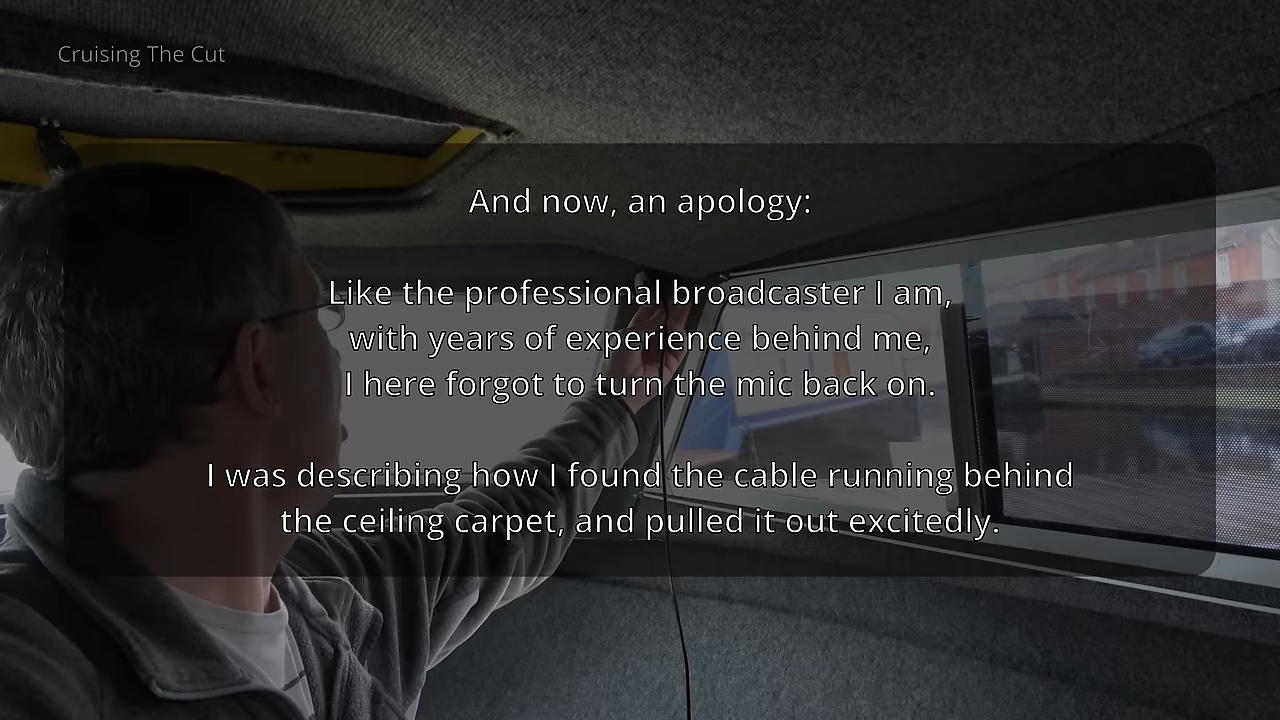 Cruising The Cut
And now, an apology:
Like the professional broadcaster I am,
with years of experience behind me,
I here forgot to turn the mic back on.
I was describing how I found the cable running behind
the ceiling carpet, and pulled it out excitedly.